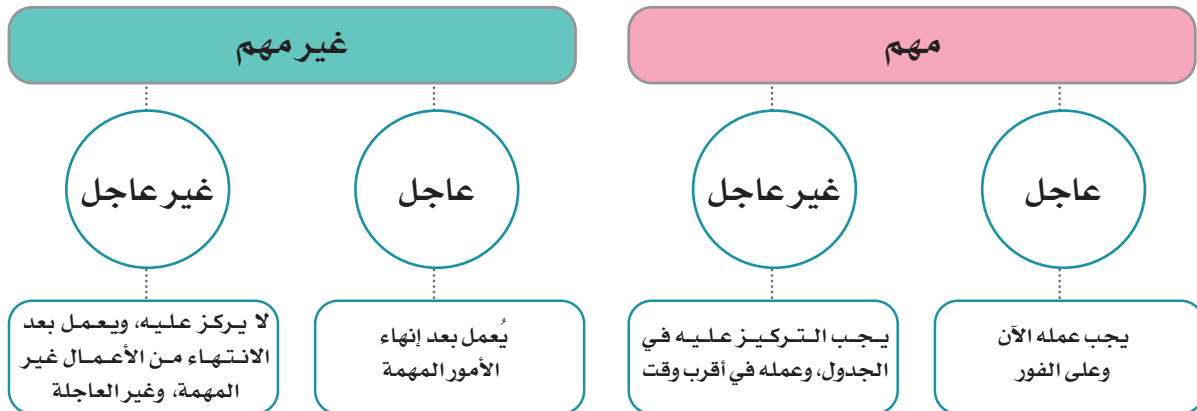 مهم
غير مهم
عاجل
غير عاجل
عاجل
غير عاجل
يجب عمله الآن
وعلى الفور
يجب التركيز عليه في
الجدول، وعمله في أقرب وقت
يُعمل بعد إنهاء
الأمور المهمة
لا يركز عليه، ويعمل بعد
الانتهاء من الأعمال غير
المهمة، وغير العاجلة